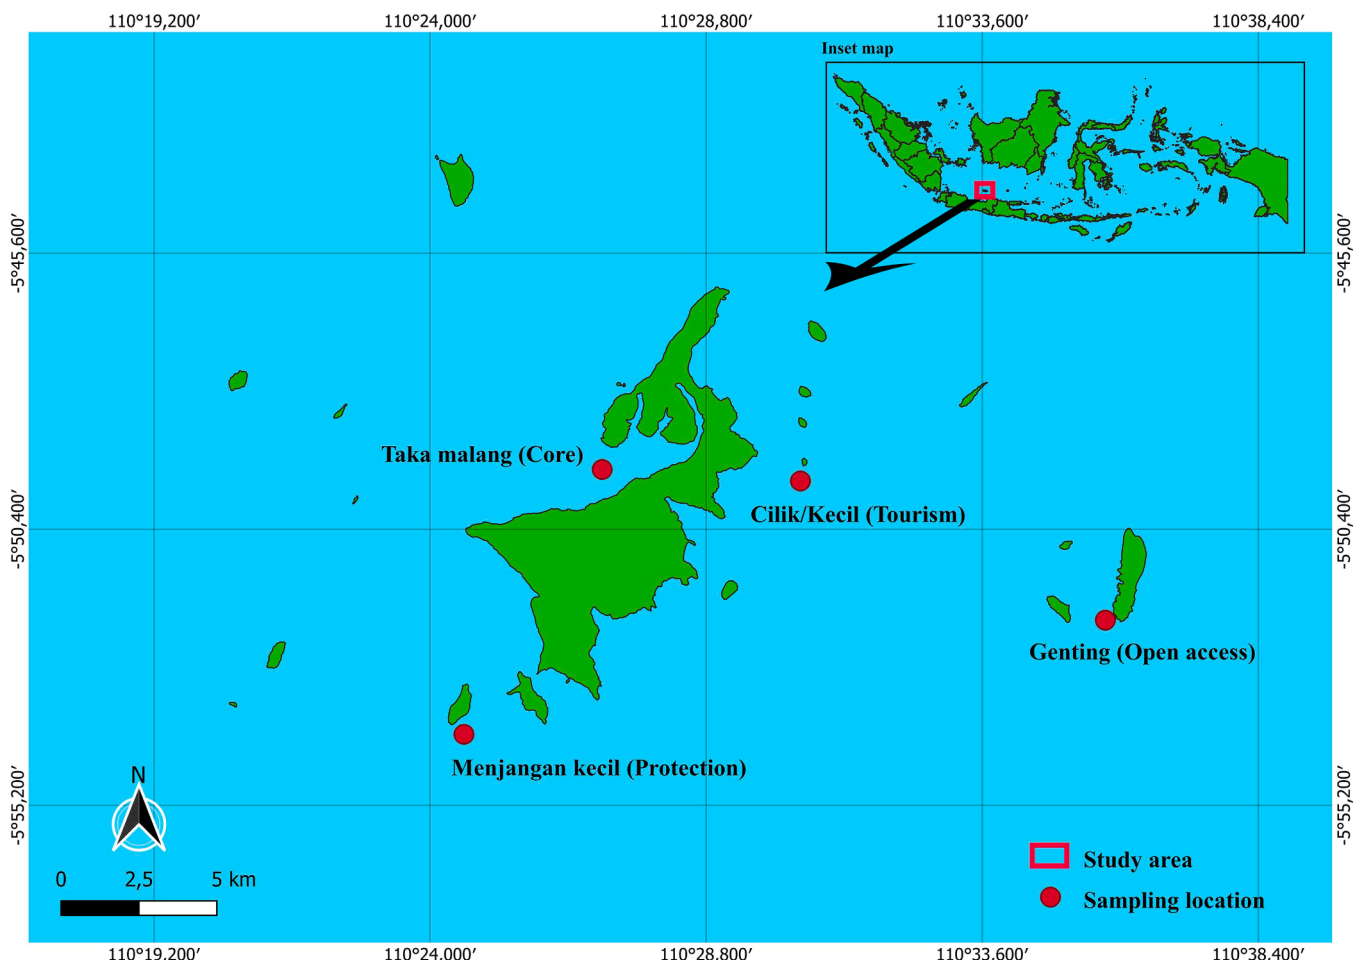 110°19,200′ 110°24,000′ 110°28,800′ 110°33,600′ 110°38,400′
Inset map
-5°45,600′ -5°45,600′
Taka malang (Core)
Cilik/Kecil (Tourism)
-5°50,400′ -5°50,400′
Genting (Open access)
Menjangan kecil (Protection)
N
-5°55,200′ -5°55,200′
0 2,5 5 km
Study area
Sampling location
110°19,200′ 110°24,000′ 110°28,800′ 110°33,600′ 110°38,400′